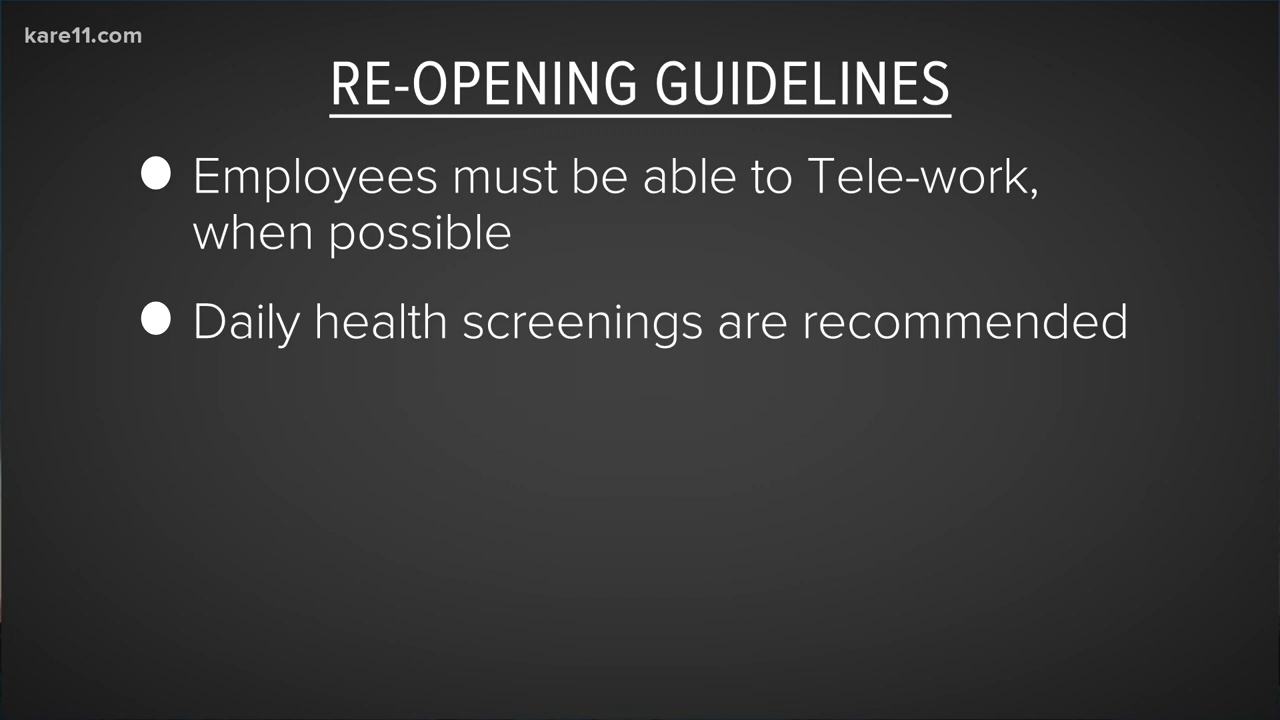 kare11.com
RE-OPENING GUIDELINES
Employees must be able to Tele-work,
when possible
Daily health screenings are recommended